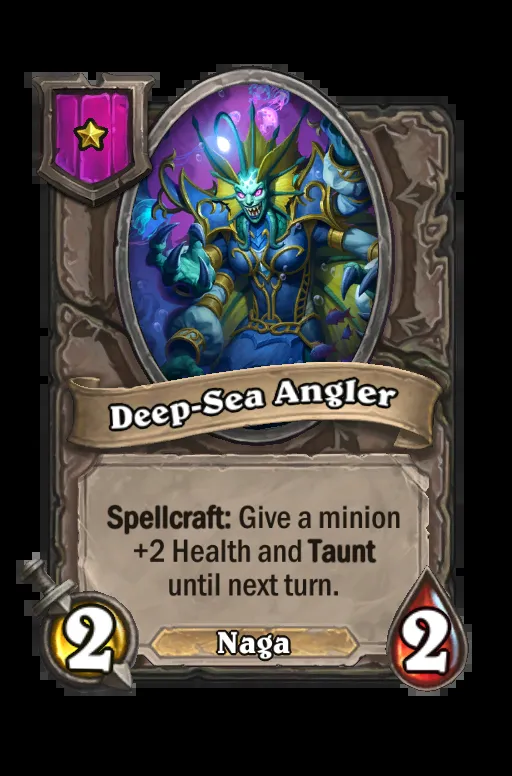 Deep-Sea Angler
Spellcraft: Give a minion
+2 Health and Taunt
until next turn.
2
Naga
2